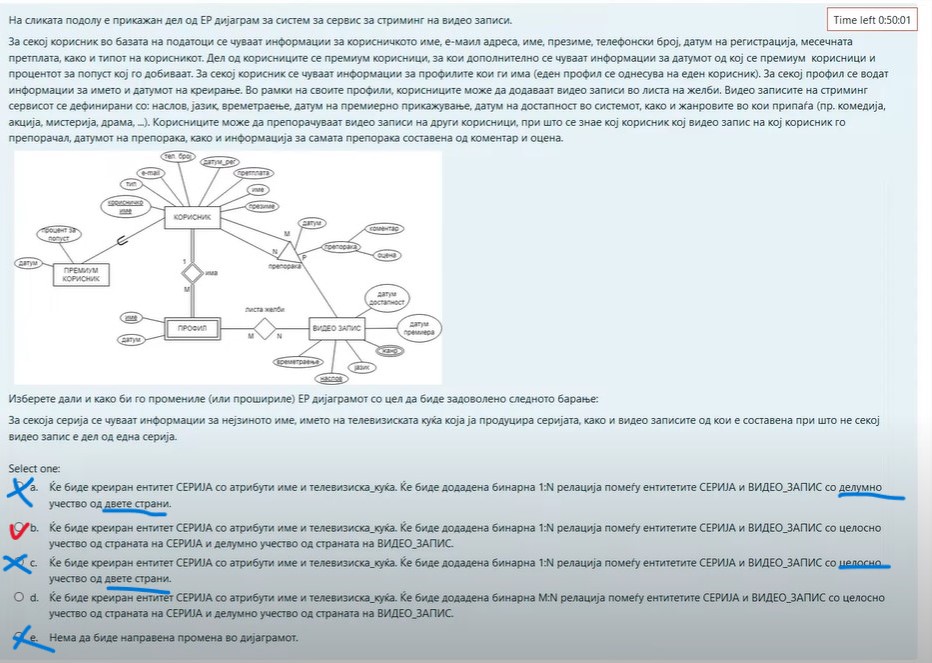 На сликата подолу е прикажан дел од ЕР дијаграм за систем за сервис за стриминг на видео записи.
Time left 0:50:01
За секој корисник во базата на податоци се чуваат информации за корисничкото име, е-маил адреса, име, презиме, телефонски број, датум на регистрација, месечната
претплата, како и типот на корисникот. Дел од корисниците се премиум корисници, за кои дополнително се чуваат информации за датумот од кој се премиум корисници и
процентот за попуст кој го добиваат. За секој корисник се чуваат информации за профилите кои ги има (еден профил се однесува на еден корисник). За секој профил се водат
информации за името и датумот на креирање. Во рамки на своите профили, корисниците може да додаваат видео записи во листа на желби. Видео записите на стриминг
сервисот се дефинирани со: наслов, јазик, времетраење, датум на премиерно прикажување, датум на достапност во системот, како и жанровите во кои припаѓа (пр. комедија,
акција, мистерија, драма, ...). Корисниците може да препорачуваат видео записи на други корисници, при што се знае кој корисник кој видео запис на кој корисник го
препорачал, датумот на препорака, како и информација за самата препорака составена од коментар и оцена.
тел. број
датум_рег
e-mail
претплата
тип
име
корисничко
име
презиме
КОРИСНИК
процент за
попуст
датум
ПРЕМИУМ
КОРИСНИК
M
датум
коментар
N
P
препорака
оцена
препорака
1
има
M
датум
достапност
име
ПРОФИЛ
датум
листа желби
M
N
ВИДЕО ЗАПИС
датум
премиера
жанр
времетраење
јазик
наслов
Изберете дали и како би го промениле (или прошириле) ЕР дијаграмот со цел да биде задоволено следното барање:
За секоја серија се чуваат информации за нејзиното име, името на телевизиската куќа која ја продуцира серијата, како и видео записите од кои е составена при што не секој
видео запис е дел од една серија.
Select one:
a. Ќе биде креиран ентитет СЕРИЈА со атрибути име и телевизиска_куќа. Ќе биде додадена бинарна 1:N релација помеѓу ентитетите СЕРИЈА и ВИДЕО_ЗАПИС со делумно
учество од двете страни.
b. Ќе биде креиран ентитет СЕРИЈА со атрибути име и телевизиска_куќа. Ќе биде додадена бинарна 1:N релација помеѓу ентитетите СЕРИЈА и ВИДЕО_ЗАПИС со целосно
учество од страната на СЕРИЈА и делумно учество од страната на ВИДЕО_ЗАПИС.
c. Ќе биде креиран ентитет СЕРИЈА со атрибути име и телевизиска_куќа. Ќе биде додадена бинарна 1:N релација помеѓу ентитетите СЕРИЈА и ВИДЕО_ЗАПИС со целосно
учество од двете страни.
d. Ќе биде креиран ентитет СЕРИЈА со атрибути име и телевизиска_куќа. Ќе биде додадена бинарна M:N релација помеѓу ентитетите СЕРИЈА и ВИДЕО_ЗАПИС со целосно
учество од страната на СЕРИЈА и делумно учество од страната на ВИДЕО_ЗАПИС.
e. Нема да биде направена промена во дијаграмот.